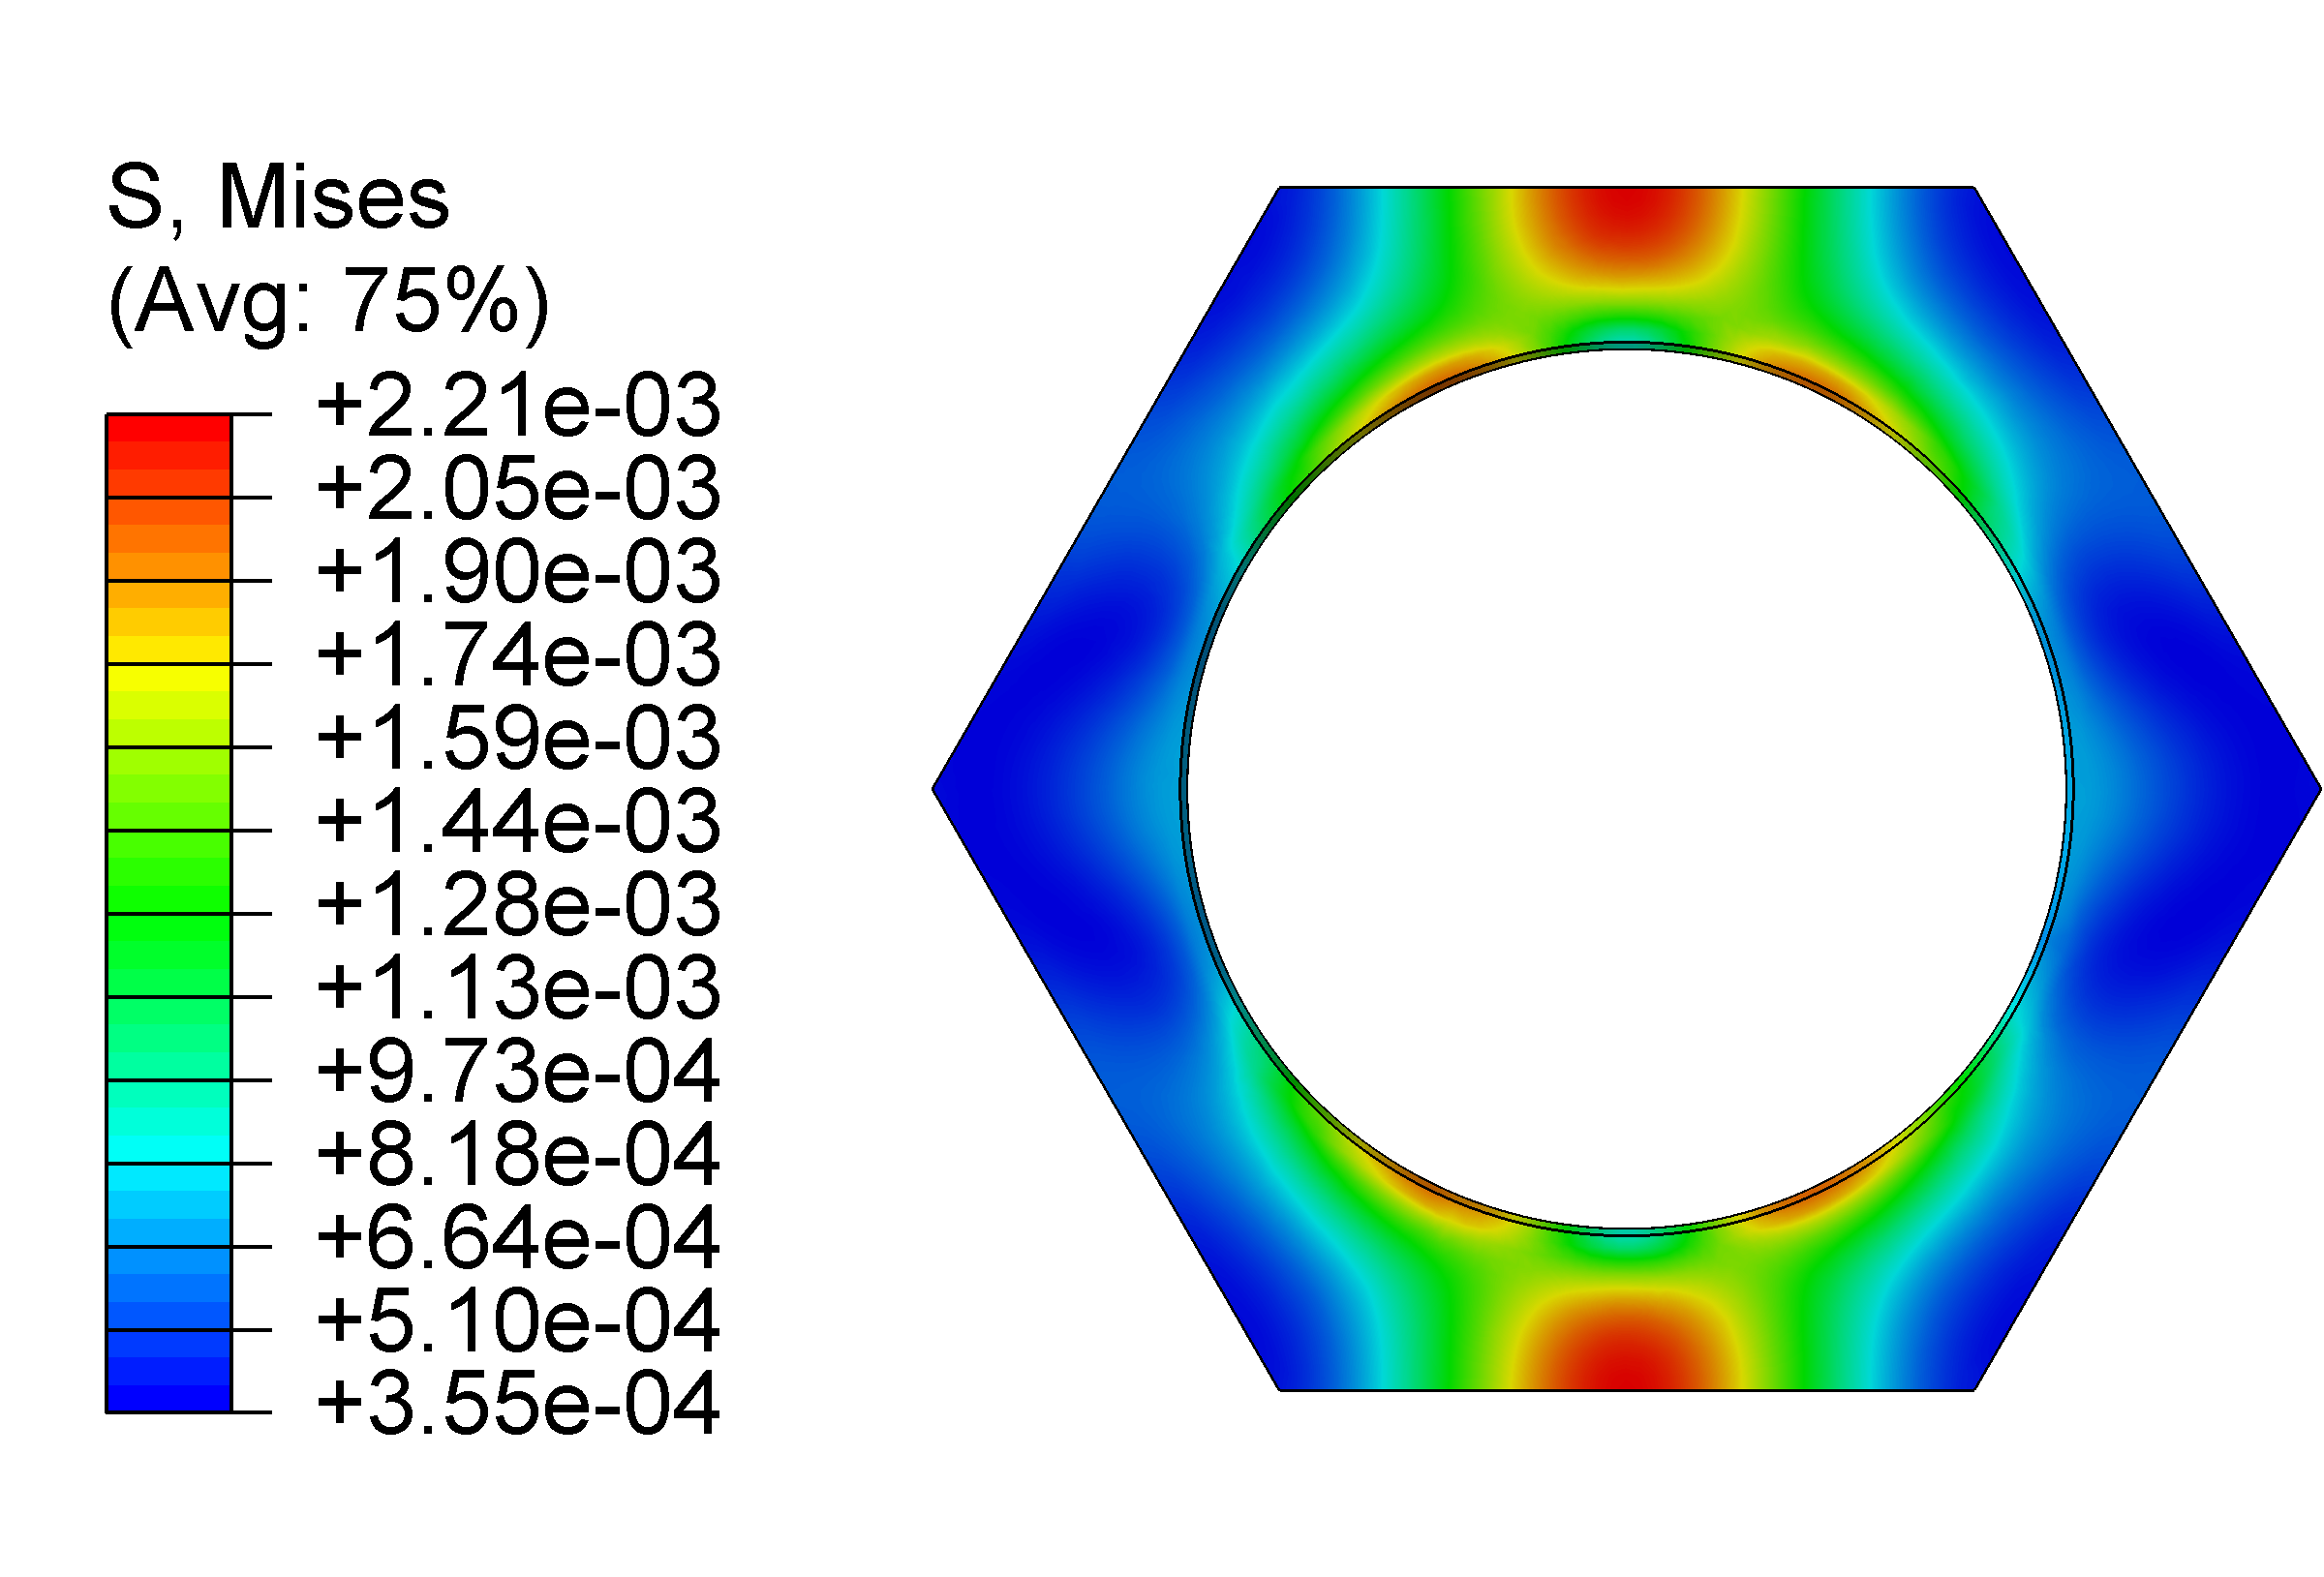 S, Mises
(Avg: 75%)
+2.21e-03
+2.05e-03
+1.90e-03
+1.74e-03
+1.59e-03
+1.44e-03
+1.28e-03
+1.13e-03
+9.73e-04
+8.18e-04
+6.64e-04
+5.10e-04
+3.55e-04